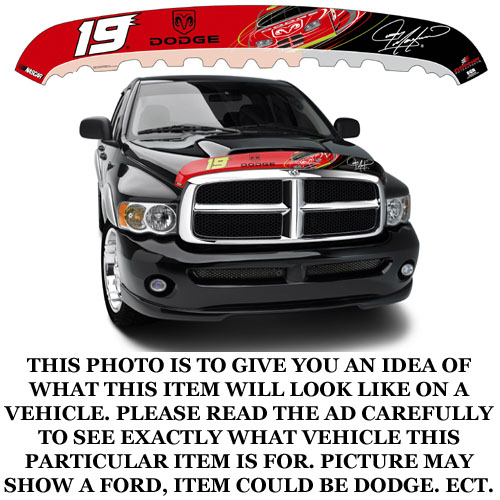 19
DODGE
NASCAR
19
DODGE
THIS PHOTO IS TO GIVE YOU AN IDEA OF
WHAT THIS ITEM WILL LOOK LIKE ON A
VEHICLE. PLEASE READ THE AD CAREFULLY
TO SEE EXACTLY WHAT VEHICLE THIS
PARTICULAR ITEM IS FOR. PICTURE MAY
SHOW A FORD, ITEM COULD BE DODGE. ECT.